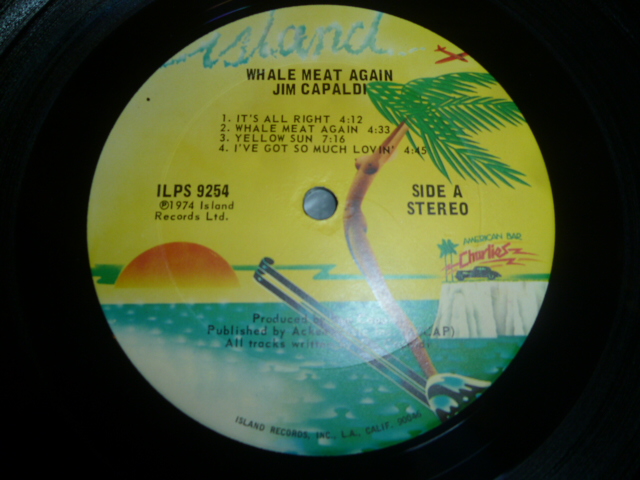 island
WHALE MEAT AGAIN
JIM CAPALDI
1. IT'S ALL RIGHT 4:12
2. WHALE MEAT AGAIN 4:33
3. YELLOW SUN 7:16
4. I'VE GOT SO MUCH LOVIN' 4:45
ILPS 9254
℗1974 Island
Records Ltd.
SIDE A
STEREO
AMERICAN BAR
Charlies
Produced
Published by
All tracks
ISLAND RECORDS, INC., L.A., CALIF. 90046